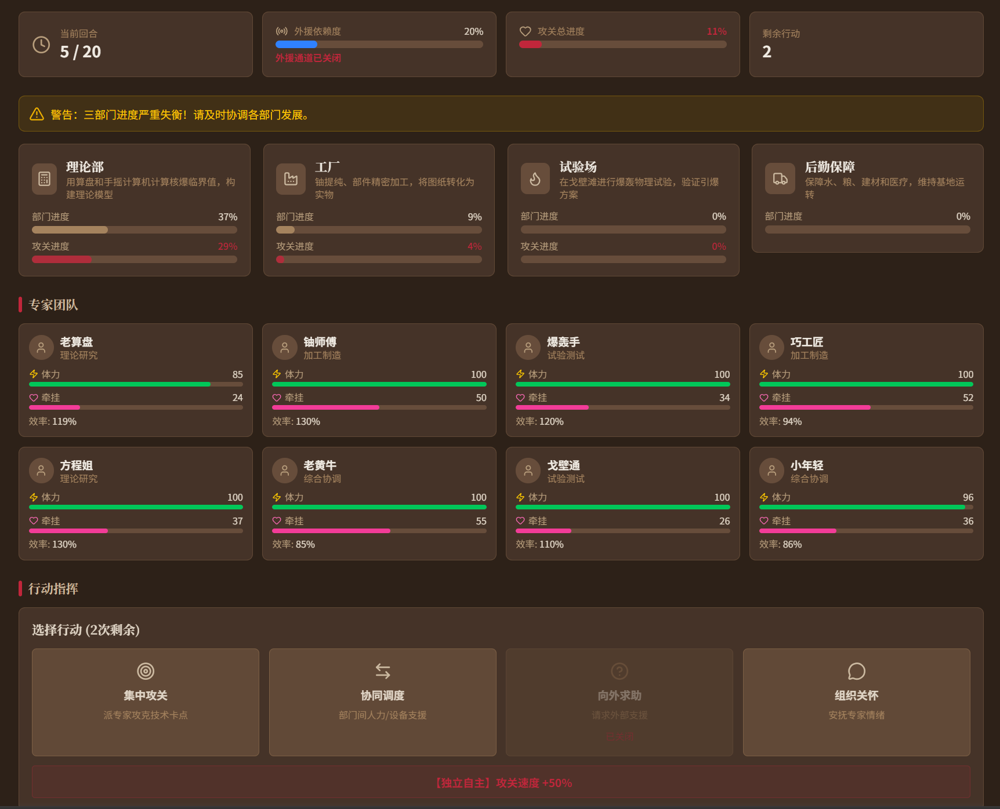 当前回合
5 / 20
外援依赖度 20%
外援通道已关闭
攻关总进度 11%
剩余行动
2
警告：三部门进度严重失衡！请及时协调各部门发展。
理论部
用算盘和手摇计算机计算核爆临界值，构
建理论模型
部门进度 37%
攻关进度 29%
工厂
铀提纯、部件精密加工，将图纸转化为
实物
部门进度 9%
攻关进度 4%
试验场
在戈壁滩进行爆轰物理试验，验证引爆
方案
部门进度 0%
攻关进度 0%
后勤保障
保障水、粮、建材和医疗，维持基地运
转
部门进度 0%
专家团队
老算盘
理论研究
体力 85
牵挂 24
效率: 119%
铀师傅
加工制造
体力 100
牵挂 50
效率: 130%
爆轰手
试验测试
体力 100
牵挂 34
效率: 120%
巧工匠
加工制造
体力 100
牵挂 52
效率: 94%
方程姐
理论研究
体力 100
牵挂 37
效率: 130%
老黄牛
综合协调
体力 100
牵挂 55
效率: 85%
戈壁通
试验测试
体力 100
牵挂 26
效率: 110%
小年轻
综合协调
体力 96
牵挂 36
效率: 86%
行动指挥
选择行动 (2次剩余)
集中攻关
派专家攻克技术卡点
协同调度
部门间人力/设备支援
向外求助
请求外部支援
已关闭
组织关怀
安抚专家情绪
【独立自主】攻关速度 +50%